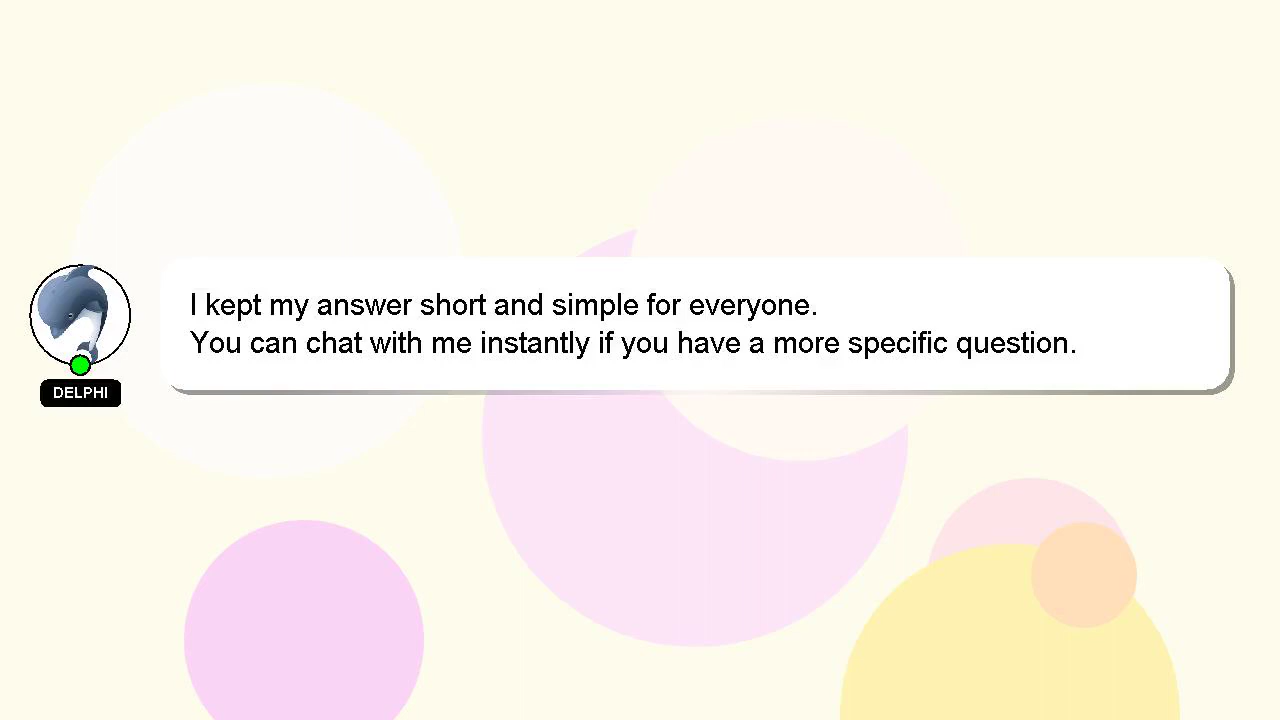 I kept my answer short and simple for everyone.
You can chat with me instantly if you have a more specific question.
DELPHI